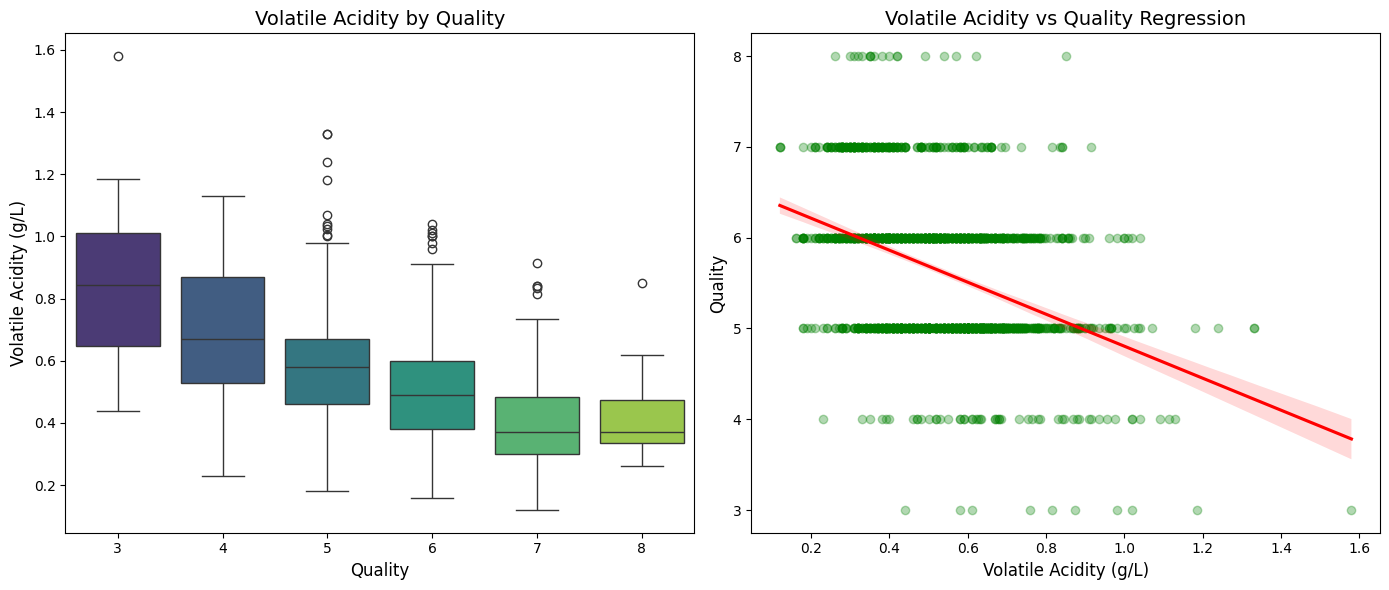 Volatile Acidity by Quality
Volatile Acidity (g/L)
1.6
1.4
1.2
1.0
0.8
0.6
0.4
0.2
3 4 5 6 7 8
Quality
Volatile Acidity vs Quality Regression
Quality
8
7
6
5
4
3
0.2 0.4 0.6 0.8 1.0 1.2 1.4 1.6
Volatile Acidity (g/L)